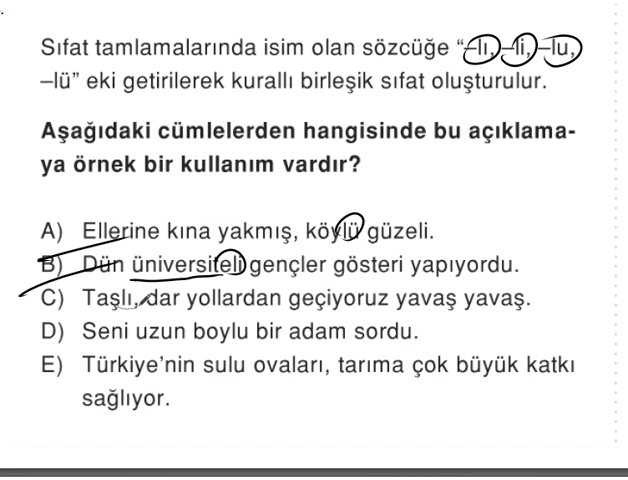 Sıfat tamlamalarında isim olan sözcüğe “–lı, –li, –lu,
–lü” eki getirilerek kurallı birleşik sıfat oluşturulur.
Aşağıdaki cümlelerden hangisinde bu açıklama-
ya örnek bir kullanım vardır?
A) Ellerine kına yakmış, köylü güzeli.
B) Dün üniversiteli gençler gösteri yapıyordu.
C) Taşlı, dar yollardan geçiyoruz yavaş yavaş.
D) Seni uzun boylu bir adam sordu.
E) Türkiye’nin sulu ovaları, tarıma çok büyük katkı
sağlıyor.